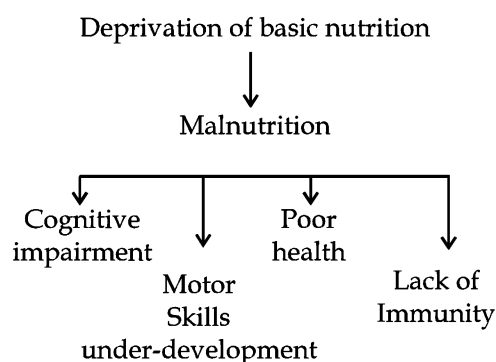 Deprivation of basic nutrition
Malnutrition
Cognitive
impairment
Motor
Skills
under-development
Poor
health
Lack of
Immunity